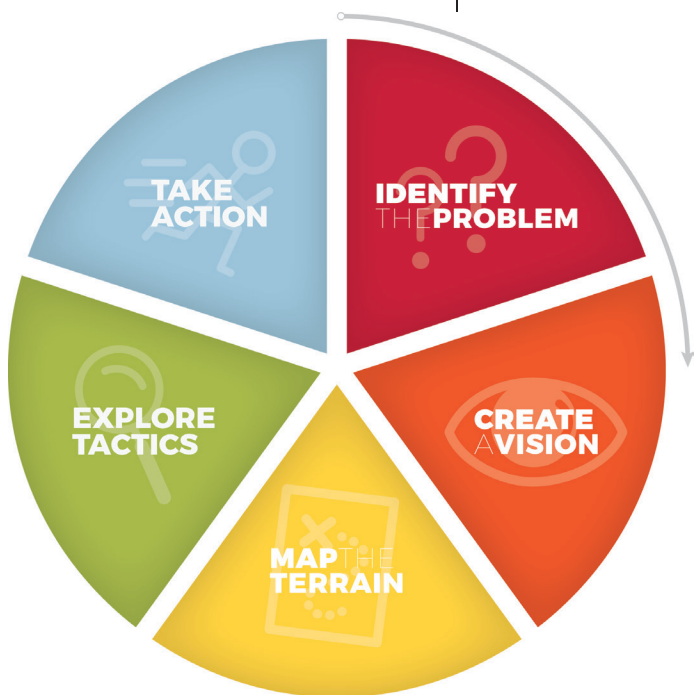 IDENTIFY
THE PROBLEM
CREATE
A VISION
MAP THE
TERRAIN
EXPLORE
TACTICS
TAKE
ACTION